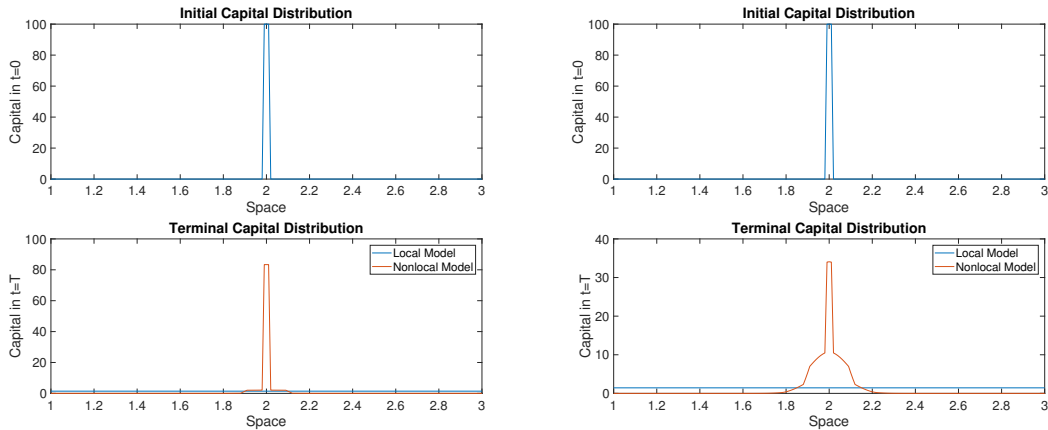 Initial Capital Distribution
100
80
60
40
20
0
Capital in t=0
1 1.2 1.4 1.6 1.8 2 2.2 2.4 2.6 2.8 3
Space
Initial Capital Distribution
100
80
60
40
20
0
Capital in t=0
1 1.2 1.4 1.6 1.8 2 2.2 2.4 2.6 2.8 3
Space
Terminal Capital Distribution
100
80
60
40
20
0
Capital in t=T
Local Model
Nonlocal Model
1 1.2 1.4 1.6 1.8 2 2.2 2.4 2.6 2.8 3
Space
Terminal Capital Distribution
40
30
20
10
0
Capital in t=T
Local Model
Nonlocal Model
1 1.2 1.4 1.6 1.8 2 2.2 2.4 2.6 2.8 3
Space